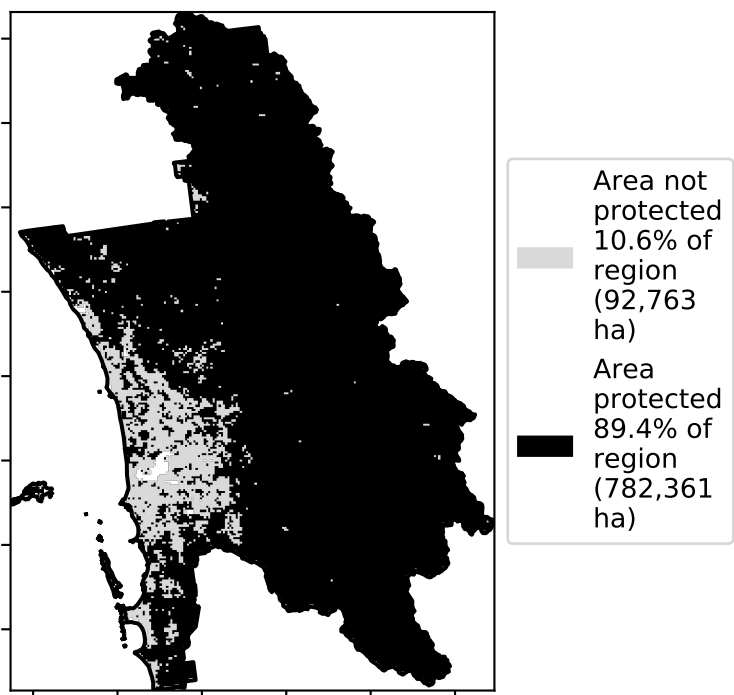 Area not
protected
10.6% of
region
(92,763
ha)
Area
protected
89.4% of
region
(782,361
ha)